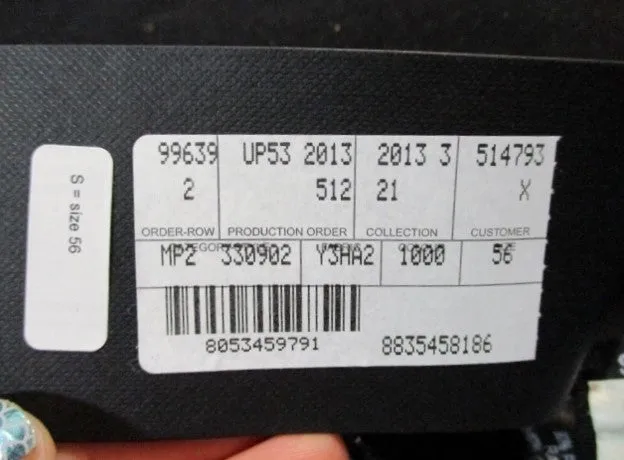 S = size 56
99639 UP53 2013 2013 3 514793
2 512 21 X
ORDER-ROW PRODUCTION ORDER COLLECTION CUSTOMER
MP2 330902 Y3HA2 1000 56
8053459791 8835458186